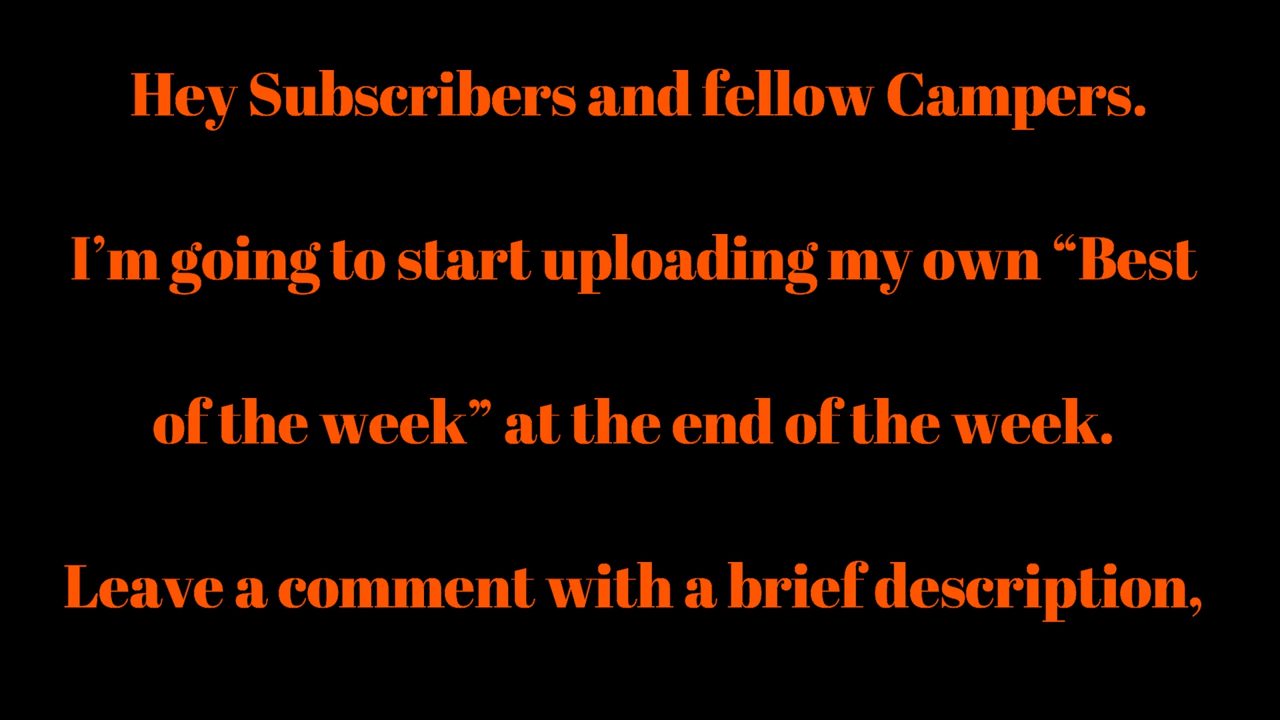 Hey Subscribers and fellow Campers.
I’m going to start uploading my own “Best
of the week” at the end of the week.
Leave a comment with a brief description,